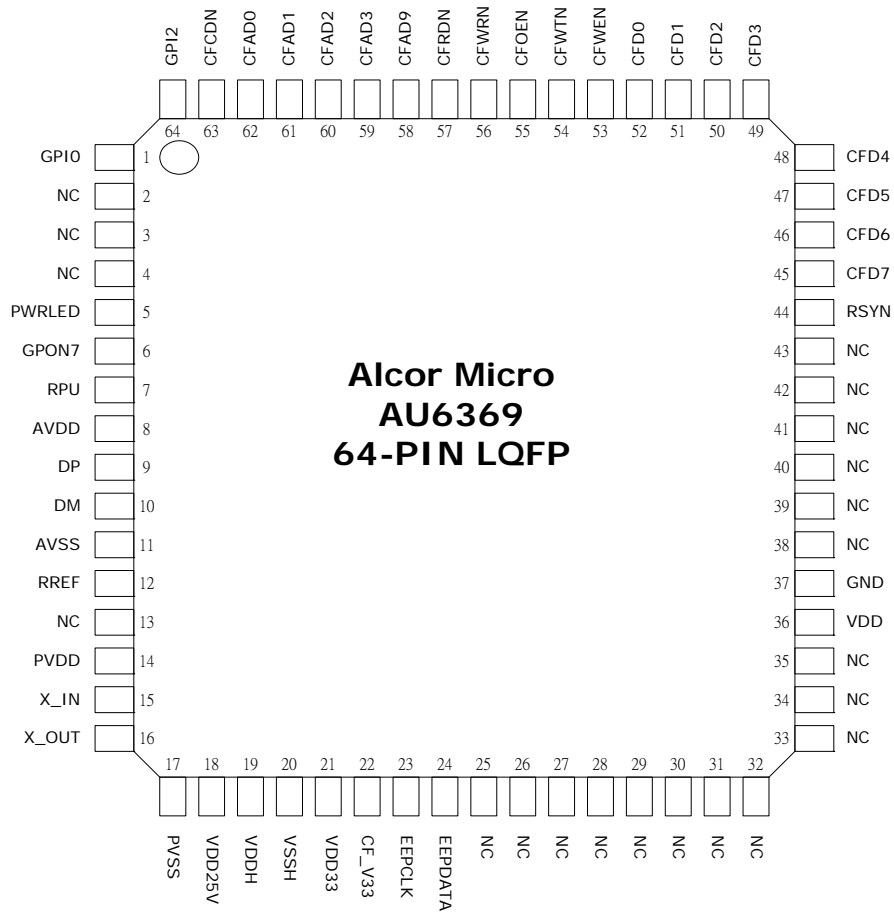 GPI2 CFCDN CFAD0 CFAD1 CFAD2 CFAD3 CFAD9 CFRDN CFWRN CFOEN CFWTN CFWEN CFD0 CFD1 CFD2 CFD3
64 63 62 61 60 59 58 57 56 55 54 53 52 51 50 49
GPI0 1 48 CFD4
NC 2 47 CFD5
NC 3 46 CFD6
NC 4 45 CFD7
PWRLED 5 44 RSYN
GPON7 6 43 NC
RPU 7 42 NC
AVDD 8 41 NC
DP 9 40 NC
DM 10 39 NC
AVSS 11 38 NC
RREF 12 37 GND
NC 13 36 VDD
PVDD 14 35 NC
X_IN 15 34 NC
X_OUT 16 33 NC
Alcor Micro
AU6369
64-PIN LQFP
17 18 19 20 21 22 23 24 25 26 27 28 29 30 31 32
PVSS VDD25V VDDH VSSH VDD33 CF_V33 EEPCLK EEPDATA NC NC NC NC NC NC NC NC